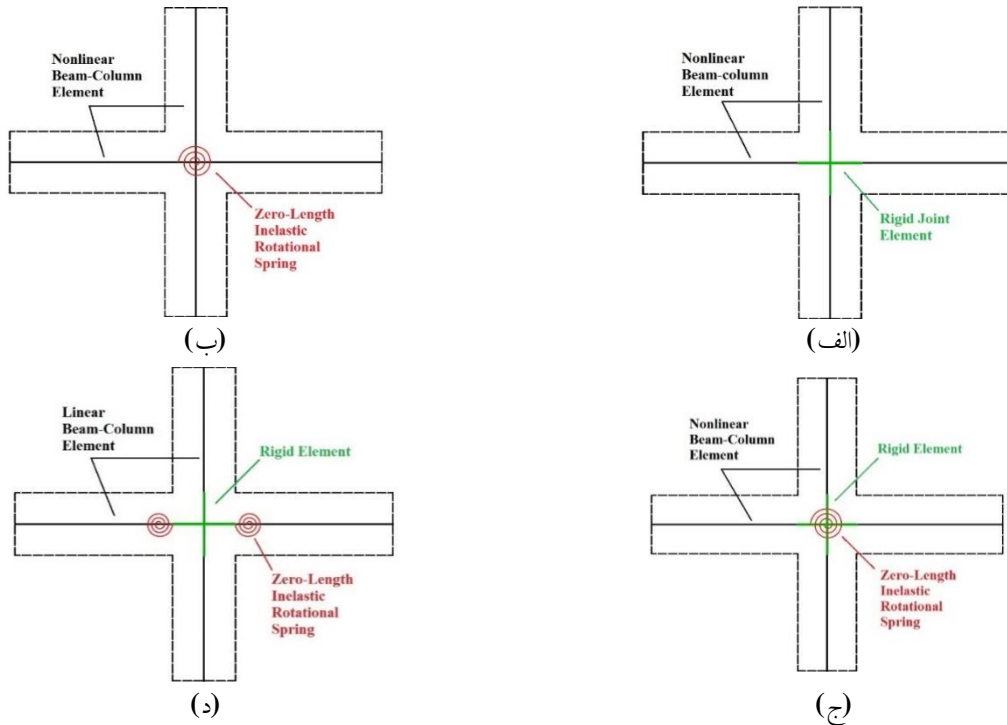 Nonlinear
Beam-column
Element
Rigid Joint
Element
(الف)
Nonlinear
Beam-Column
Element
Zero-Length
Inelastic
Rotational
Spring
(ب)
Nonlinear
Beam-Column
Element
Rigid Element
Zero-Length
Inelastic
Rotational
Spring
(ج)
Linear
Beam-Column
Element
Rigid Element
Zero-Length
Inelastic
Rotational
Spring
(د)